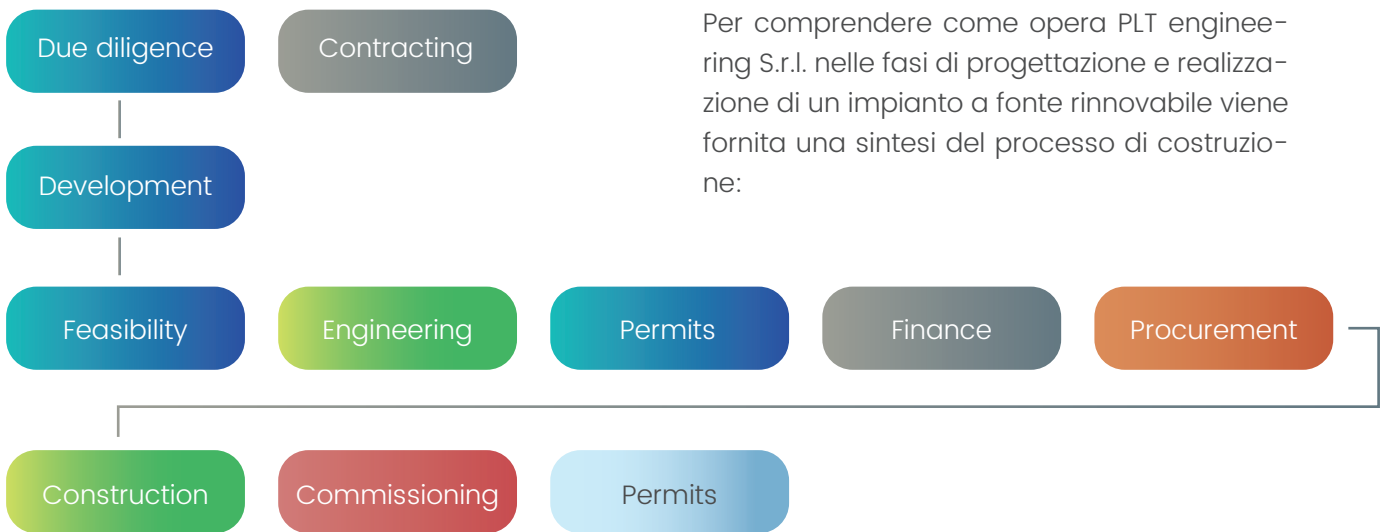 Due diligence
Contracting
Per comprendere come opera PLT enginee-
ring S.r.l. nelle fasi di progettazione e realizza-
zione di un impianto a fonte rinnovabile viene
fornita una sintesi del processo di costruzio-
ne:
Development
Feasibility
Engineering
Permits
Finance
Procurement
Construction
Commissioning
Permits